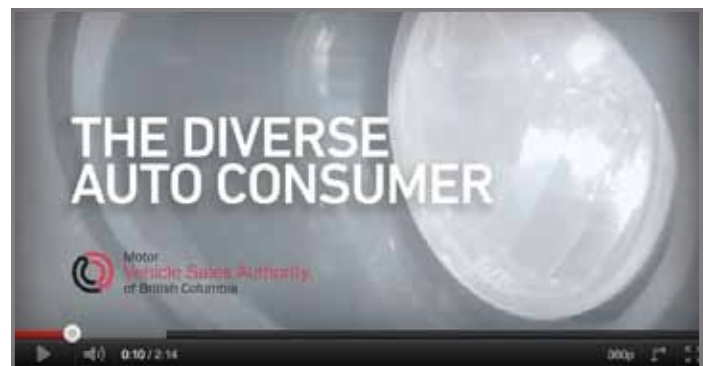 THE DIVERSE
AUTO CONSUMER
Motor
Vehicle Sales Authority
of British Columbia
0:10 / 2:14
360p